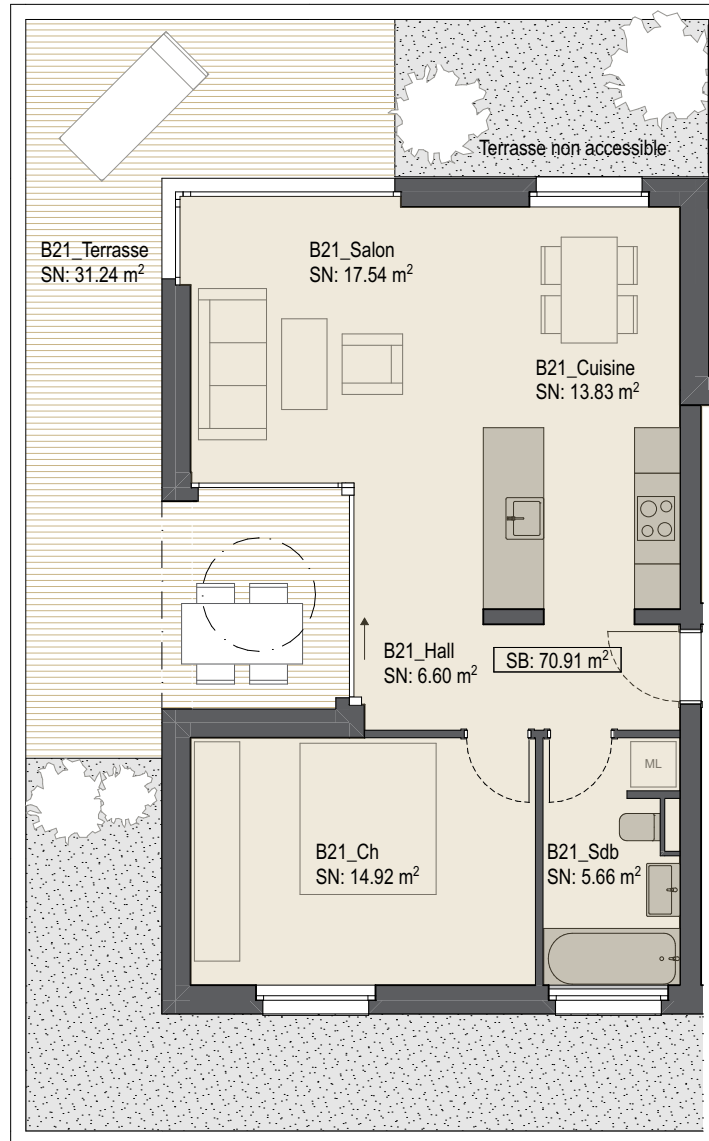 Terrasse non accessible
B21_Terrasse
SN: 31.24 m²
B21_Salon
SN: 17.54 m²
B21_Cuisine
SN: 13.83 m²
B21_Hall
SN: 6.60 m²
SB: 70.91 m²
ML
B21_Ch
SN: 14.92 m²
B21_Sdb
SN: 5.66 m²